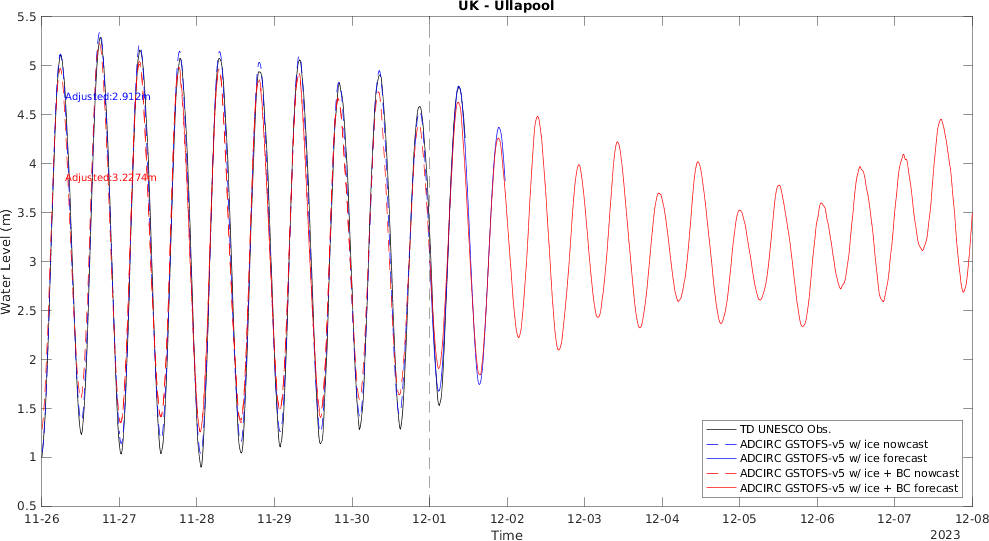 UK - Ullapool
5.5
5
4.5
4
3.5
3
2.5
2
1.5
1
0.5
Water Level (m)
Adjusted:2.912m
Adjusted:3.2274m
TD UNESCO Obs.
ADCIRC GSTOFS-v5 w/ ice nowcast
ADCIRC GSTOFS-v5 w/ ice forecast
ADCIRC GSTOFS-v5 w/ ice + BC nowcast
ADCIRC GSTOFS-v5 w/ ice + BC forecast
11-26 11-27 11-28 11-29 11-30 12-01 12-02 12-03 12-04 12-05 12-06 12-07 12-08
Time
2023